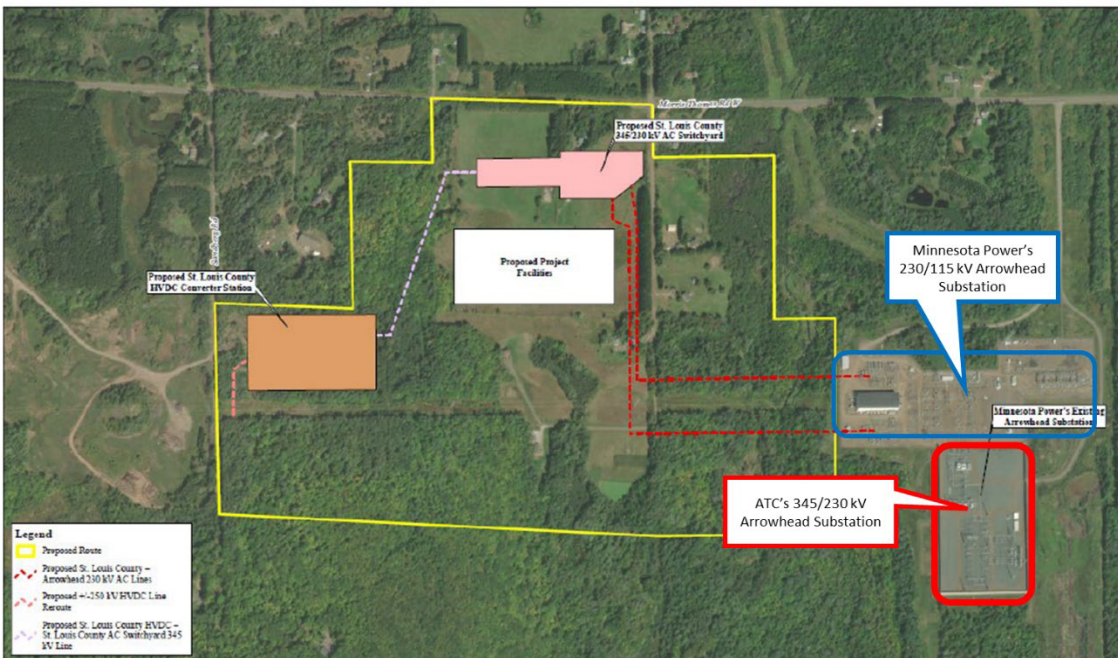 Morris Thomas Rd W
Proposed St. Louis County
345/230 kV AC Switchyard
Minnesota Power's
230/115 kV Arrowhead
Substation
Proposed Project
Facilities
Proposed St. Louis County
HVDC Converter Station
Minnesota Power's Existing
Arrowhead Substation
ATC's 345/230 kV
Arrowhead Substation
Legend
Proposed Route
Proposed St. Louis County –
Arrowhead 230 kV AC Lines
Proposed +/-250 kV HVDC Line
Reroute
Proposed St. Louis County HVDC –
St. Louis County AC Switchyard 345
kV Line